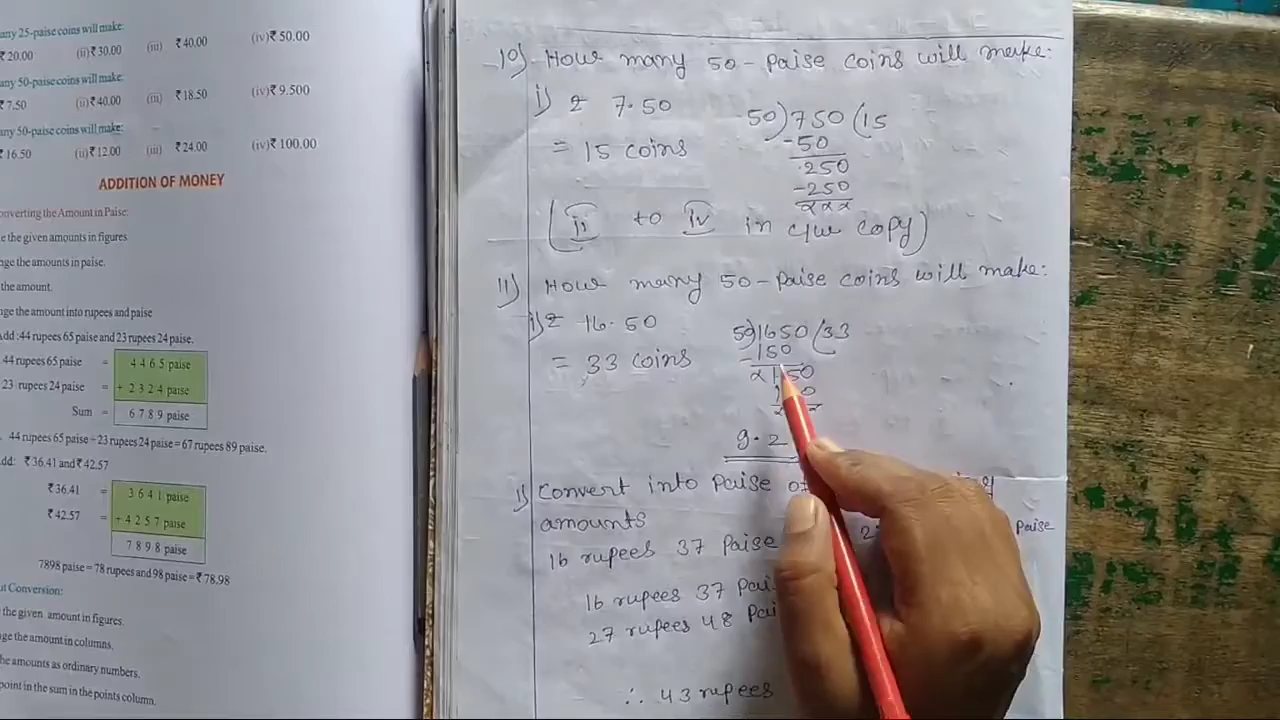 any 25-paise coins will make:
₹20.00 (ii) ₹30.00 (iii) ₹40.00 (iv) ₹50.00
any 50-paise coins will make:
₹7.50 (ii) ₹40.00 (iii) ₹18.50 (iv) ₹9.500
any 50-paise coins will make:
₹16.50 (ii) ₹12.00 (iii) ₹24.00 (iv) ₹100.00
ADDITION OF MONEY
onverting the Amount in Paise.
e the given amounts in figures
nge the amounts in paise.
the amount.
nge the amount into rupees and paise
Add :44 rupees 65 paise and 23 rupees 24 paise.
44 rupees 65 paise = 4 4 6 5 paise
23 rupees 24 paise = + 2 3 2 4 paise
Sum = 6 7 8 9 paise
44 rupees 65 paise + 23 rupees 24 paise = 67 rupees 89 paise.
Add: ₹36.41 and ₹42.57
₹36.41 = 3 6 4 1 paise
₹42.57 = + 4 2 5 7 paise
7 8 9 8 paise
7898 paise = 78 rupees and 98 paise = ₹78.98
ut Conversion:
the given amount in figures.
nge the amount in columns.
he amounts as ordinary numbers.
point in the sum in the points column.
10) How many 50-Paise coins will make:
i) ₹ 7.50 50)750(15
= 15 coins -50
250
-250
xxx
(ii to iv in c/w copy)
11) How many 50-Paise coins will make:
i) ₹ 16.50 50)1650(33
= 33 coins -150
x150
9.2
1) Convert into Paise
amounts
16 rupees 37 Paise Paise
16 rupees 37
27 rupees 48
∴ 43 rupees